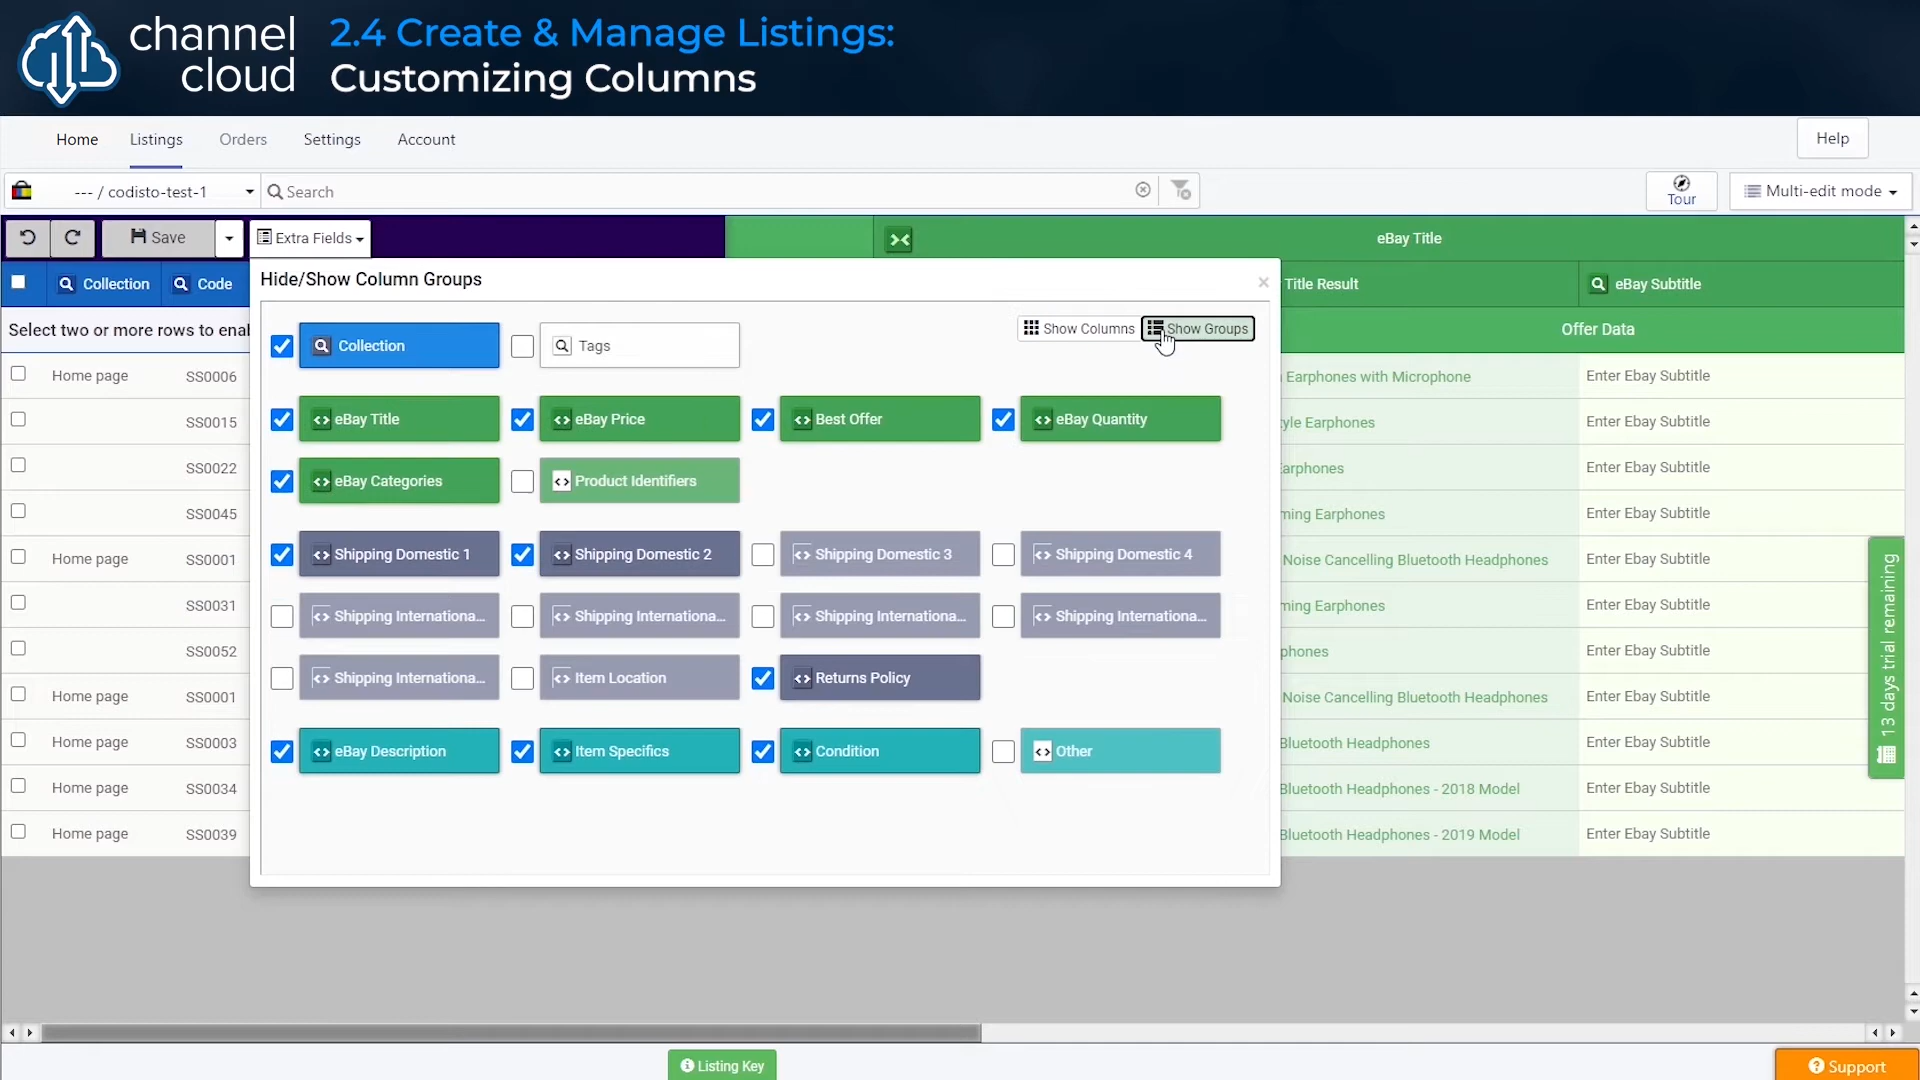 channel
cloud
2.4 Create & Manage Listings:
Customizing Columns
Home Listings Orders Settings Account Help
--- / codisto-test-1 Search Tour Multi-edit mode
Save Extra Fields eBay Title
Collection Code Title Result eBay Subtitle
Select two or more rows to enal Offer Data
Hide/Show Column Groups
Show Columns Show Groups
Collection Tags
eBay Title eBay Price Best Offer eBay Quantity
eBay Categories Product Identifiers
Shipping Domestic 1 Shipping Domestic 2 Shipping Domestic 3 Shipping Domestic 4
Shipping Internationa... Shipping Internationa... Shipping Internationa... Shipping Internationa...
Shipping Internationa... Item Location Returns Policy
eBay Description Item Specifics Condition Other
Home page SS0006 Earphones with Microphone Enter Ebay Subtitle
SS0015 yle Earphones Enter Ebay Subtitle
SS0022 arphones Enter Ebay Subtitle
SS0045 ming Earphones Enter Ebay Subtitle
Home page SS0001 Noise Cancelling Bluetooth Headphones Enter Ebay Subtitle
SS0031 ming Earphones Enter Ebay Subtitle
SS0052 phones Enter Ebay Subtitle
Home page SS0001 Noise Cancelling Bluetooth Headphones Enter Ebay Subtitle
Home page SS0003 Bluetooth Headphones Enter Ebay Subtitle
Home page SS0034 Bluetooth Headphones - 2018 Model Enter Ebay Subtitle
Home page SS0039 Bluetooth Headphones - 2019 Model Enter Ebay Subtitle
13 days trial remaining
Listing Key
Support